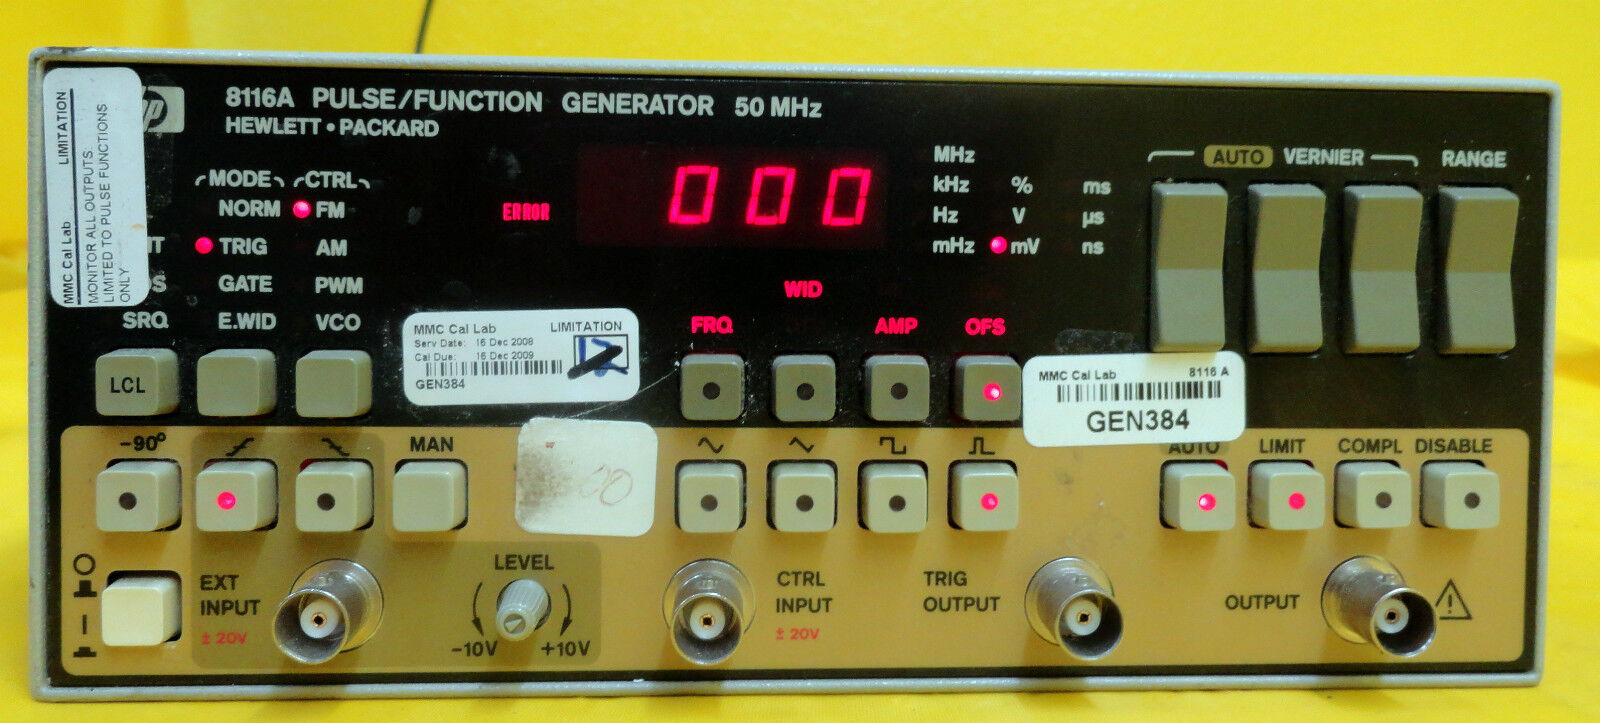 hp
8116A PULSE/FUNCTION GENERATOR 50 MHz
HEWLETT • PACKARD
MMC Cal Lab LIMITATION
MONITOR ALL OUTPUTS:
LIMITED TO PULSE FUNCTIONS
ONLY
MODE CTRL
NORM FM
TRIG AM
GATE PWM
SRQ E.WID VCO
LCL
ERROR
000
MHz
kHz % ms
Hz V µs
mHz mV ns
AUTO VERNIER RANGE
WID
FRQ AMP OFS
MMC Cal Lab LIMITATION
Serv Date: 16 Dec 2008
Cal Due: 16 Dec 2009
GEN384
MMC Cal Lab 8116 A
GEN384
-90° MAN
AUTO LIMIT COMPL DISABLE
EXT
INPUT
± 20V
LEVEL
-10V +10V
CTRL
INPUT
± 20V
TRIG
OUTPUT
OUTPUT